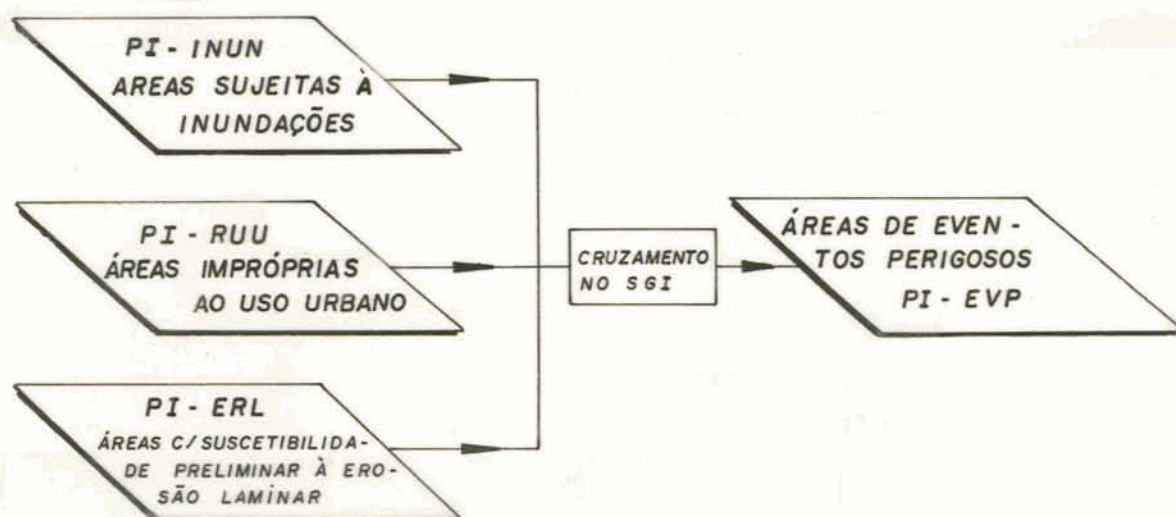 PI - INUN
AREAS SUJEITAS À
INUNDAÇÕES
PI - RUU
ÁREAS IMPRÓPRIAS
AO USO URBANO
PI - ERL
ÁREAS C/SUSCETIBILIDA-
DE PRELIMINAR À ERO-
SÃO LAMINAR
CRUZAMENTO
NO SGI
ÁREAS DE EVEN-
TOS PERIGOSOS
PI - EVP